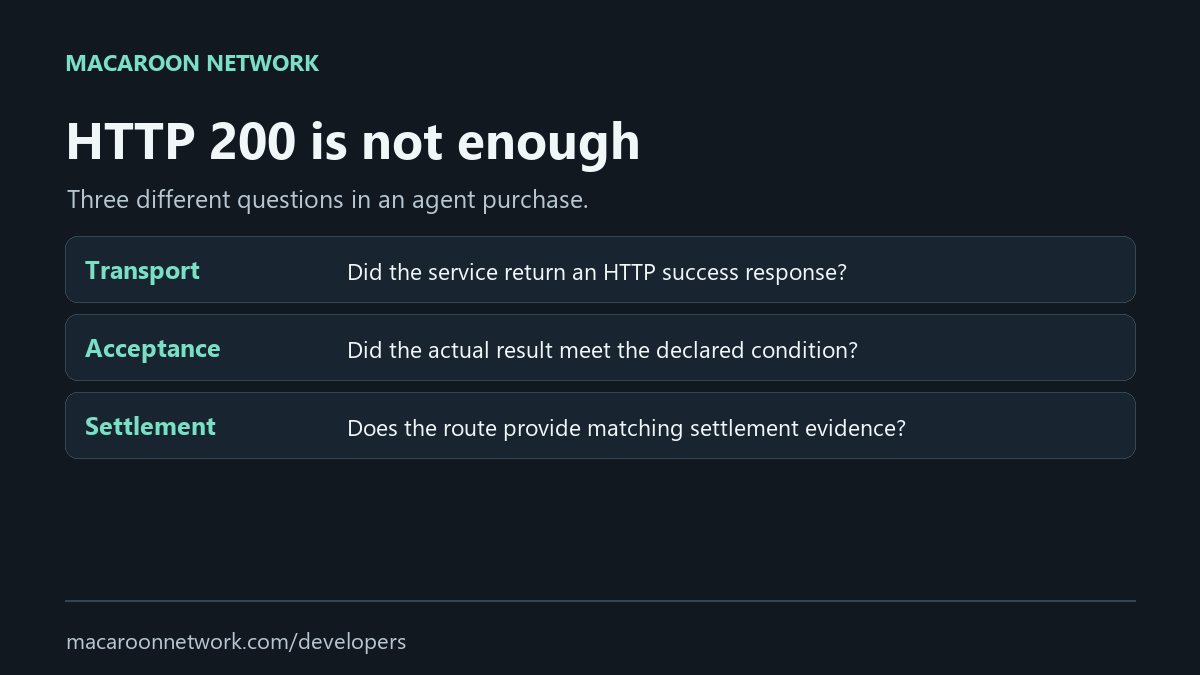 MACAROON NETWORK
HTTP 200 is not enough
Three different questions in an agent purchase.
Transport Did the service return an HTTP success response?
Acceptance Did the actual result meet the declared condition?
Settlement Does the route provide matching settlement evidence?
macaroonnetwork.com/developers